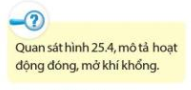 Quan sát hình 25.4, mô tả hoạt
động đóng, mở khí khổng.